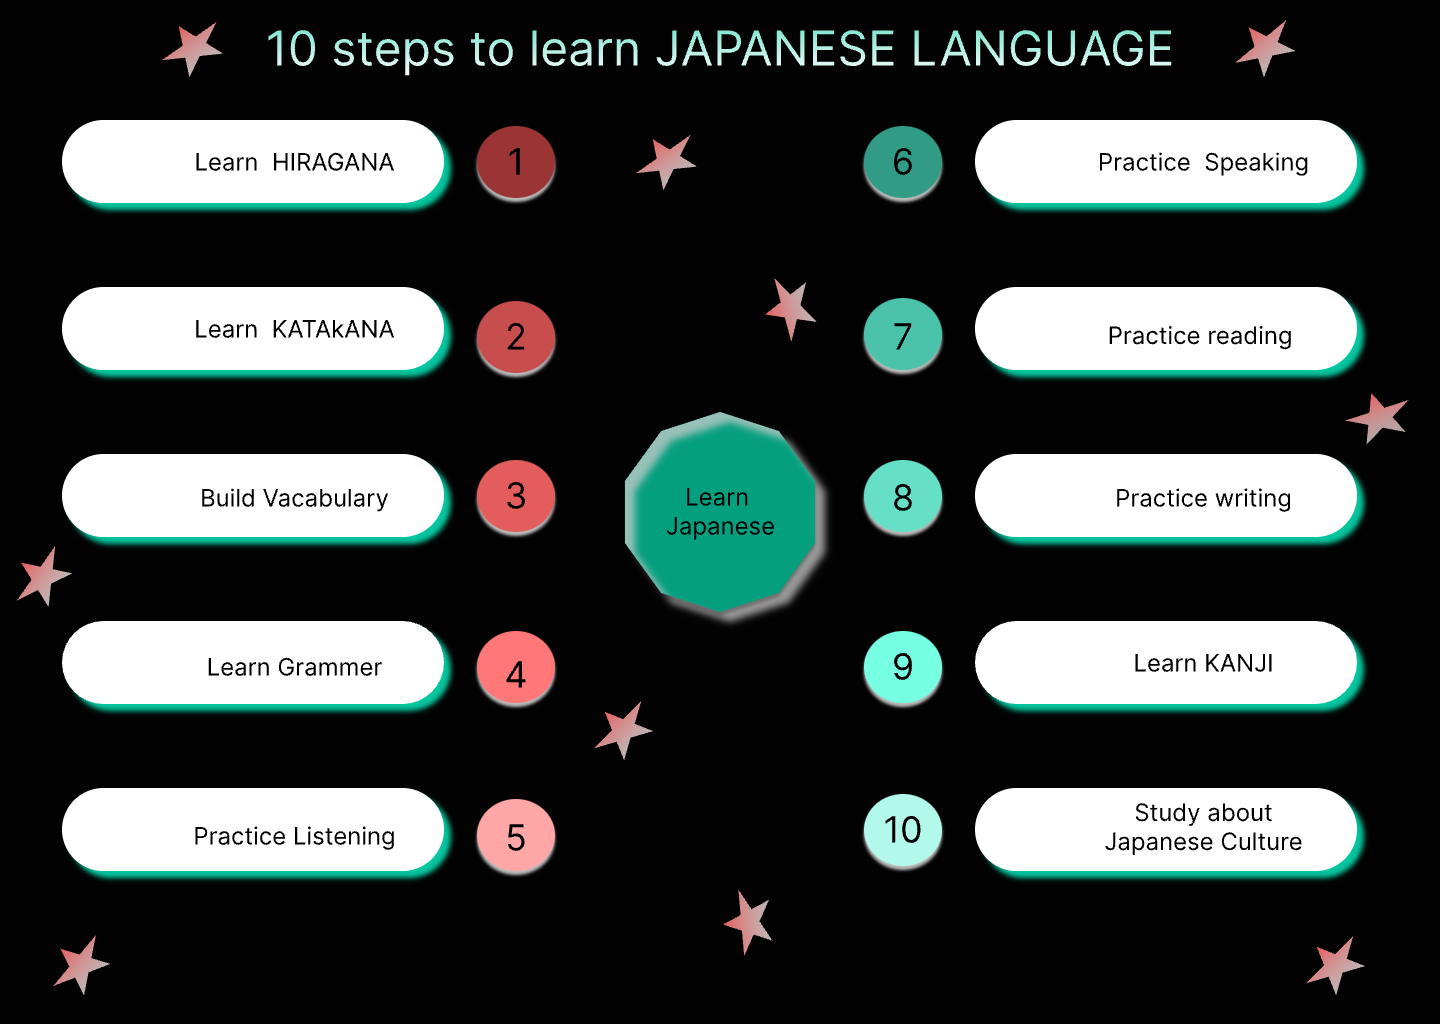 10 steps to learn JAPANESE LANGUAGE
Learn  HIRAGANA
1
Learn  KATAkANA
2
Build Vacabulary
3
Learn Grammer
4
Practice Listening
5
Learn
Japanese
6
Practice  Speaking
7
Practice reading
8
Practice writing
9
Learn KANJI
10
Study about
Japanese Culture